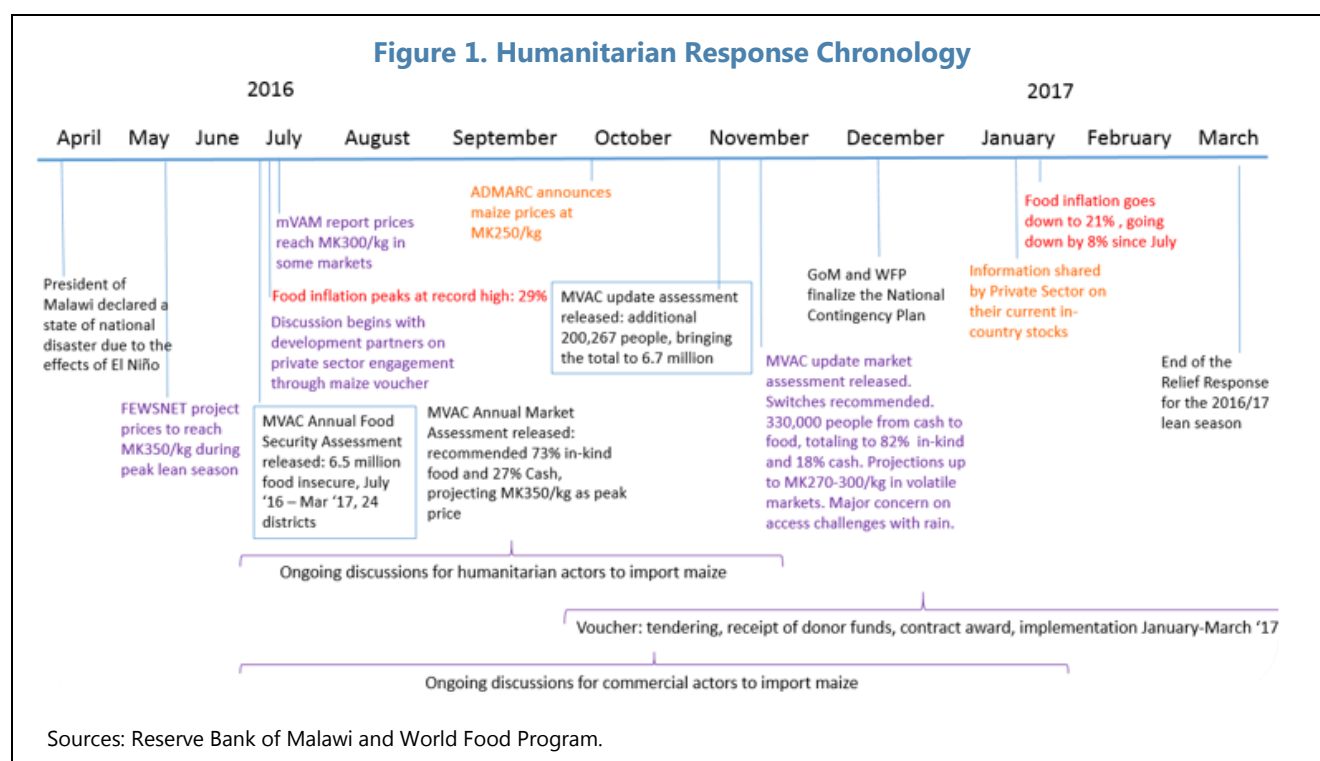 Figure 1. Humanitarian Response Chronology
2016
2017
April May June July August September October November December January February March
President of
Malawi declared a
state of national
disaster due to the
effects of El Niño
FEWSNET project
prices to reach
MK350/kg during
peak lean season
mVAM report prices
reach MK300/kg in
some markets
Food inflation peaks at record high: 29%
Discussion begins with
development partners on
private sector engagement
through maize voucher
MVAC Annual Food
Security Assessment
released: 6.5 million
food insecure, July
‘16 – Mar ‘17, 24
districts
ADMARC announces
maize prices at
MK250/kg
MVAC Annual Market
Assessment released:
recommended 73% in-kind
food and 27% Cash,
projecting MK350/kg as peak
price
MVAC update assessment
released: additional
200,267 people, bringing
the total to 6.7 million
MVAC update market
assessment released.
Switches recommended.
330,000 people from cash to
food, totaling to 82% in-kind
and 18% cash. Projections up
to MK270-300/kg in volatile
markets. Major concern on
access challenges with rain.
GoM and WFP
finalize the National
Contingency Plan
Food inflation goes
down to 21% , going
down by 8% since July
Information shared
by Private Sector on
their current in-
country stocks
End of the
Relief Response
for the 2016/17
lean season
Ongoing discussions for humanitarian actors to import maize
Voucher: tendering, receipt of donor funds, contract award, implementation January-March ‘17
Ongoing discussions for commercial actors to import maize
Sources: Reserve Bank of Malawi and World Food Program.